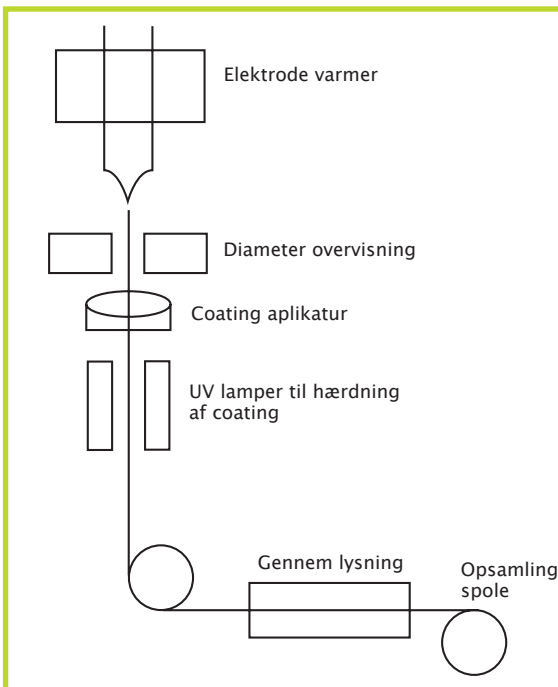 Elektrode varmer
Diameter overvisning
Coating aplikatur
UV lamper til hærdning
af coating
Gennem lysning
Opsamling
spole